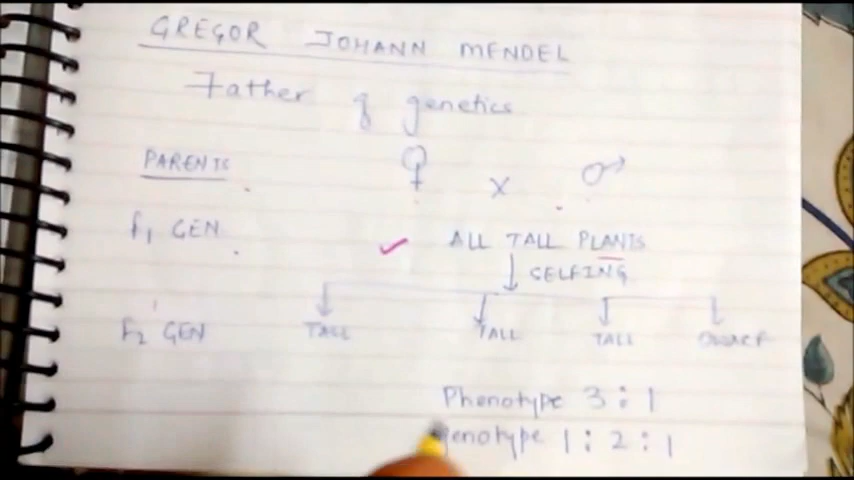 GREGOR JOHANN MENDEL
Father of genetics
PARENTS ♀ x ♂
F1 GEN ALL TALL PLANTS
SELFING
F2 GEN TALL TALL TALL DWARF
Phenotype 3 : 1
genotype 1 : 2 : 1